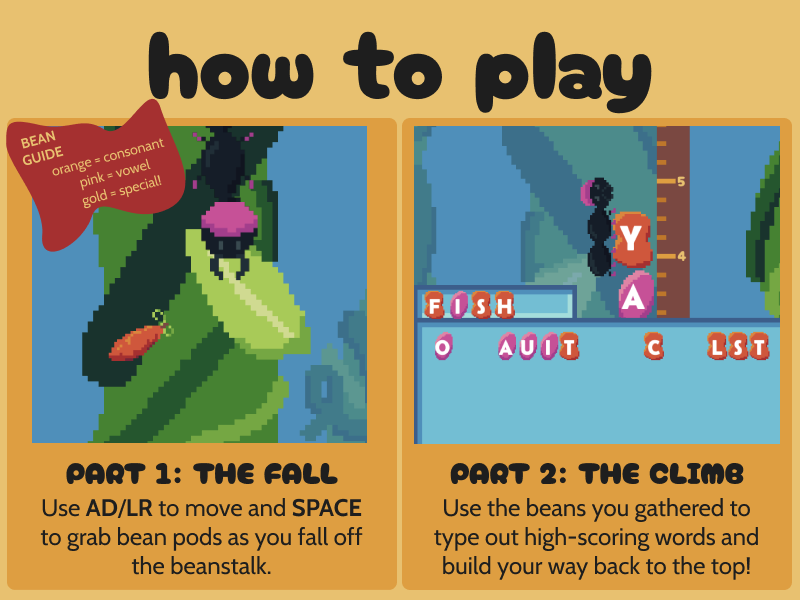 how to play
BEAN
GUIDE
orange = consonant
pink = vowel
gold = special!
PART 1: THE FALL
Use AD/LR to move and SPACE
to grab bean pods as you fall off
the beanstalk.
5
Y
4
A
FISH
O AUIT C LST
PART 2: THE CLIMB
Use the beans you gathered to
type out high-scoring words and
build your way back to the top!